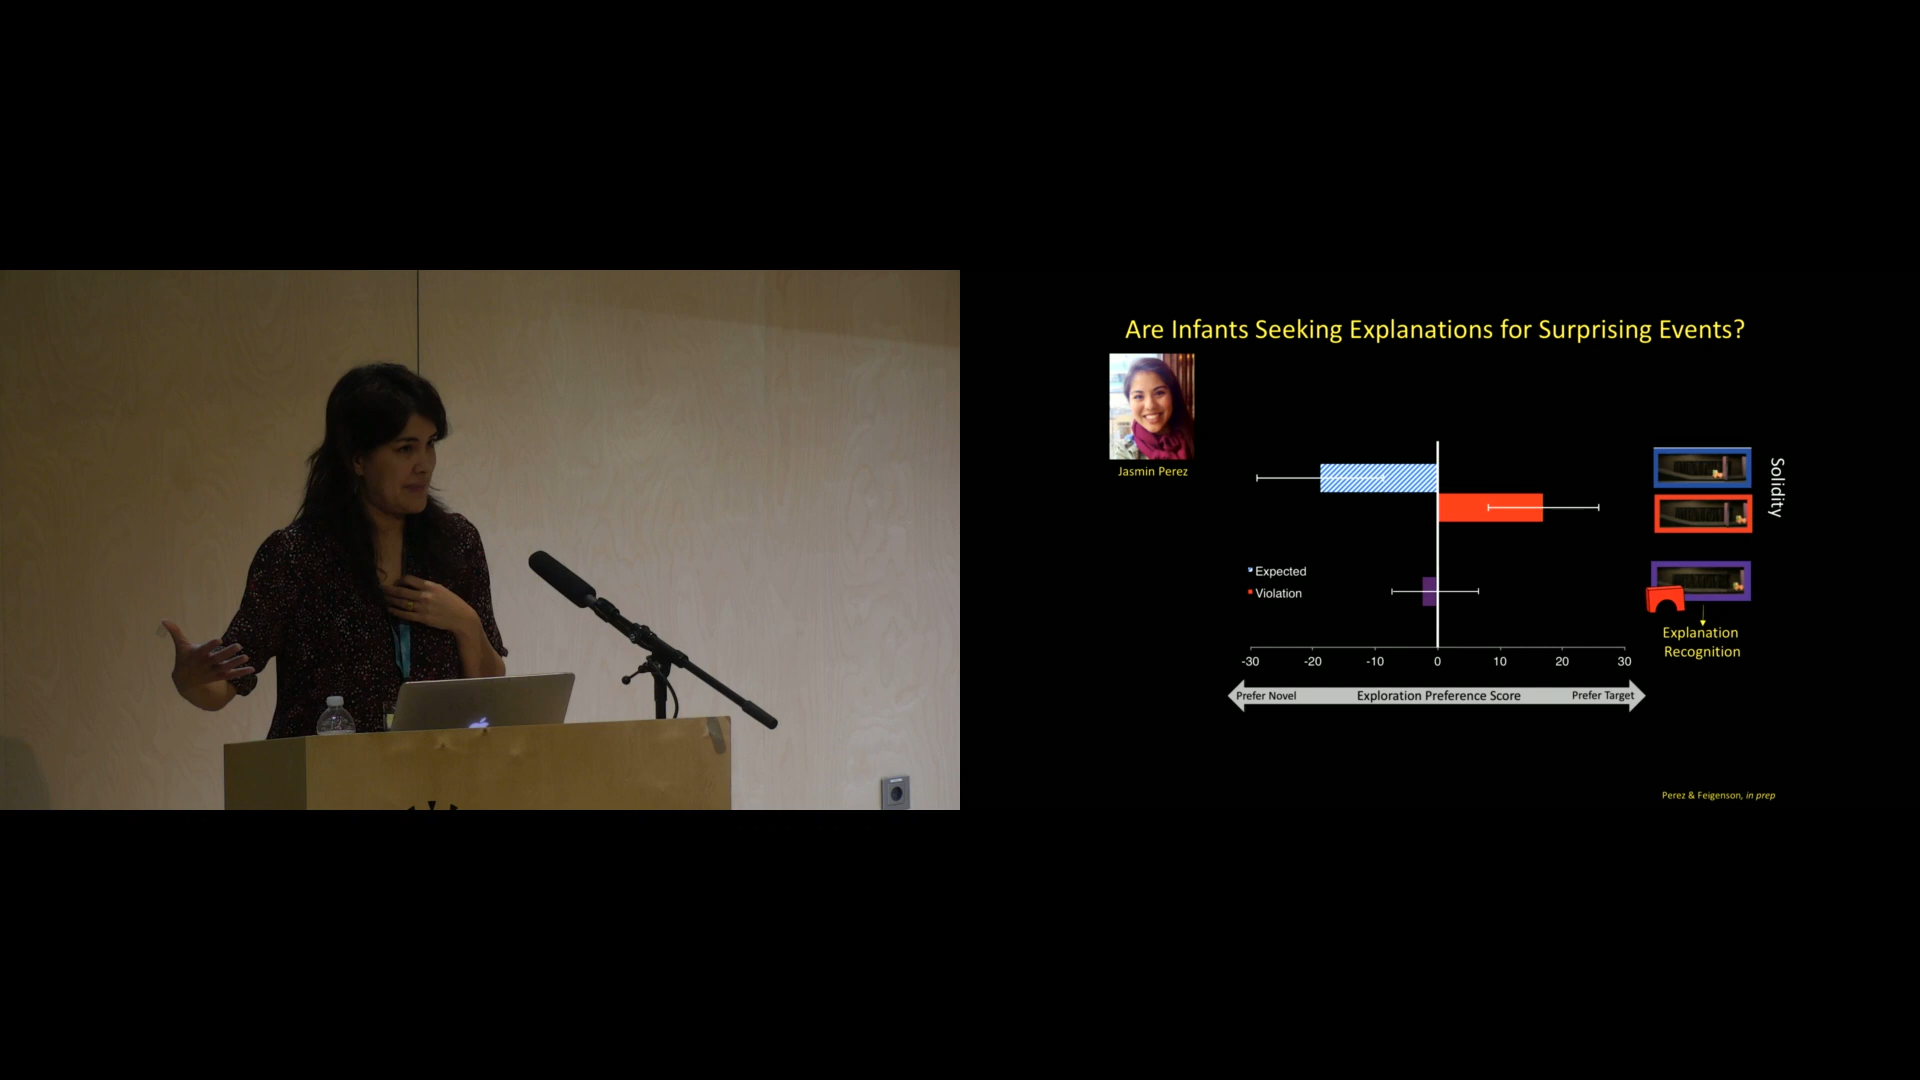 Are Infants Seeking Explanations for Surprising Events?
Jasmin Perez
Solidity
Expected
Violation
Explanation
Recognition
-30 -20 -10 0 10 20 30
Prefer Novel Exploration Preference Score Prefer Target
Perez & Feigenson, in prep